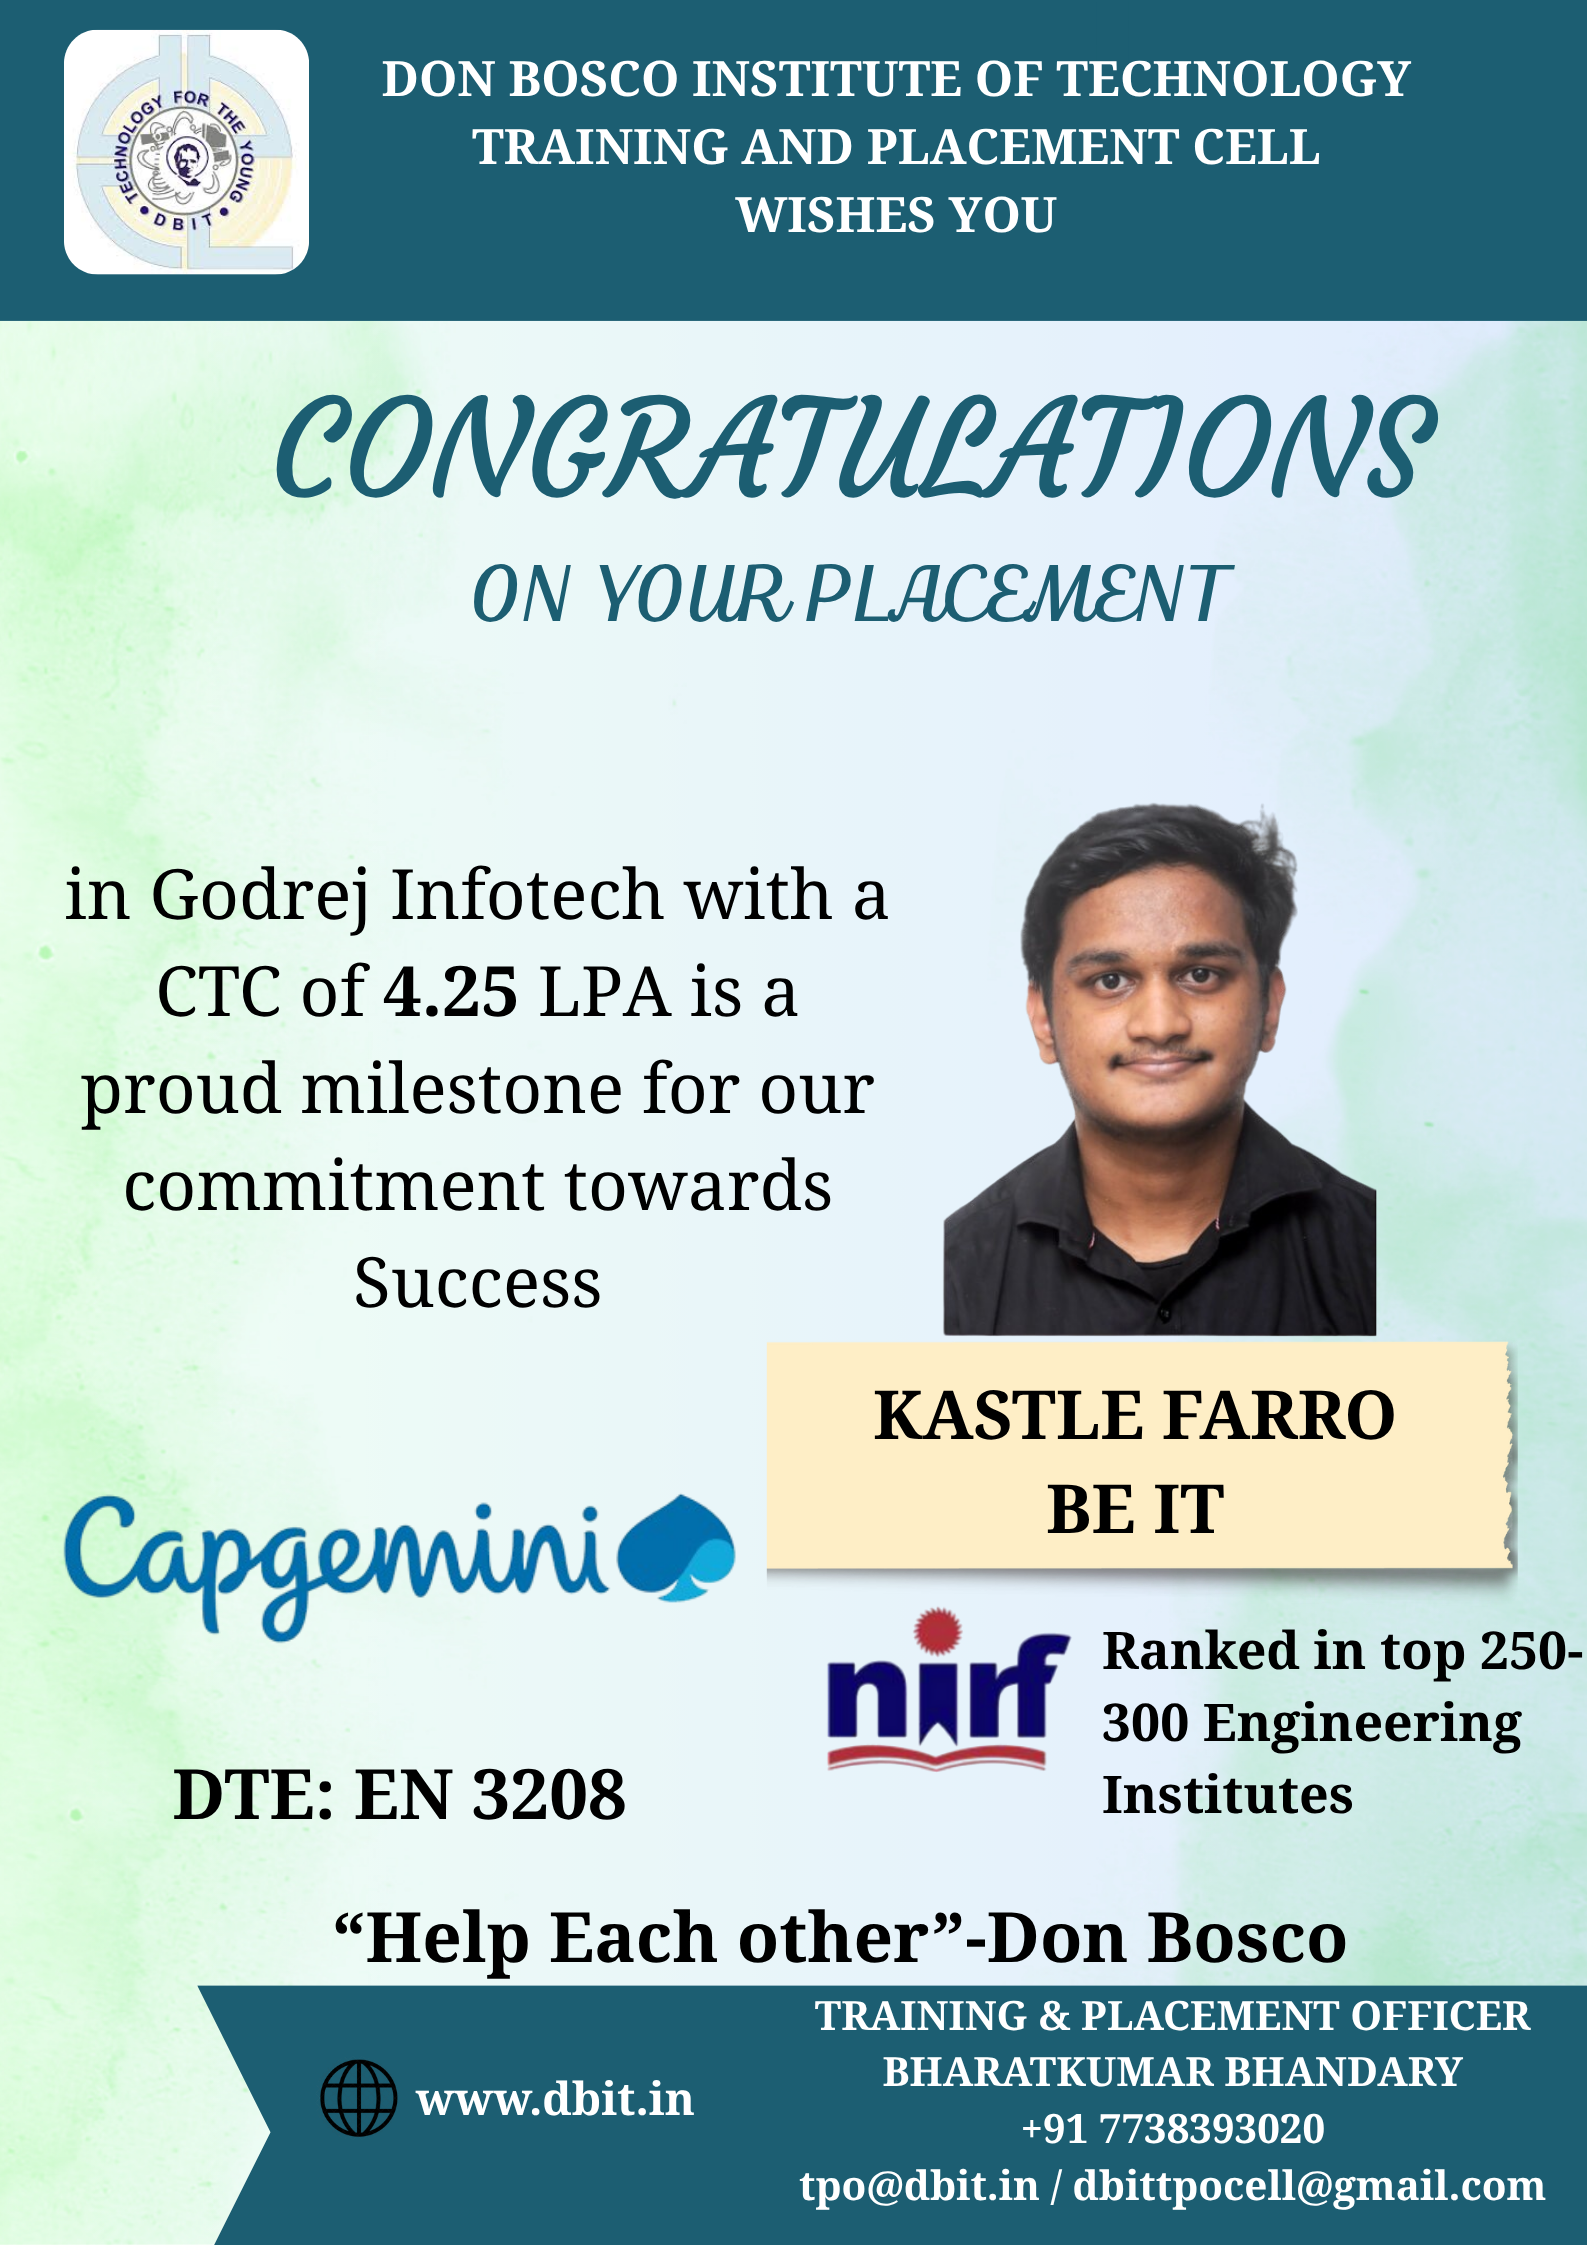 TECHNOLOGY FOR THE YOUNG
DBIT
DON BOSCO INSTITUTE OF TECHNOLOGY
TRAINING AND PLACEMENT CELL
WISHES YOU
CONGRATULATIONS
ON YOUR PLACEMENT
in Godrej Infotech with a
CTC of 4.25 LPA is a
proud milestone for our
commitment towards
Success
KASTLE FARRO
BE IT
Capgemini
nirf
Ranked in top 250-
300 Engineering
Institutes
DTE: EN 3208
“Help Each other”-Don Bosco
www.dbit.in
TRAINING & PLACEMENT OFFICER
BHARATKUMAR BHANDARY
+91 7738393020
tpo@dbit.in / dbittpocell@gmail.com